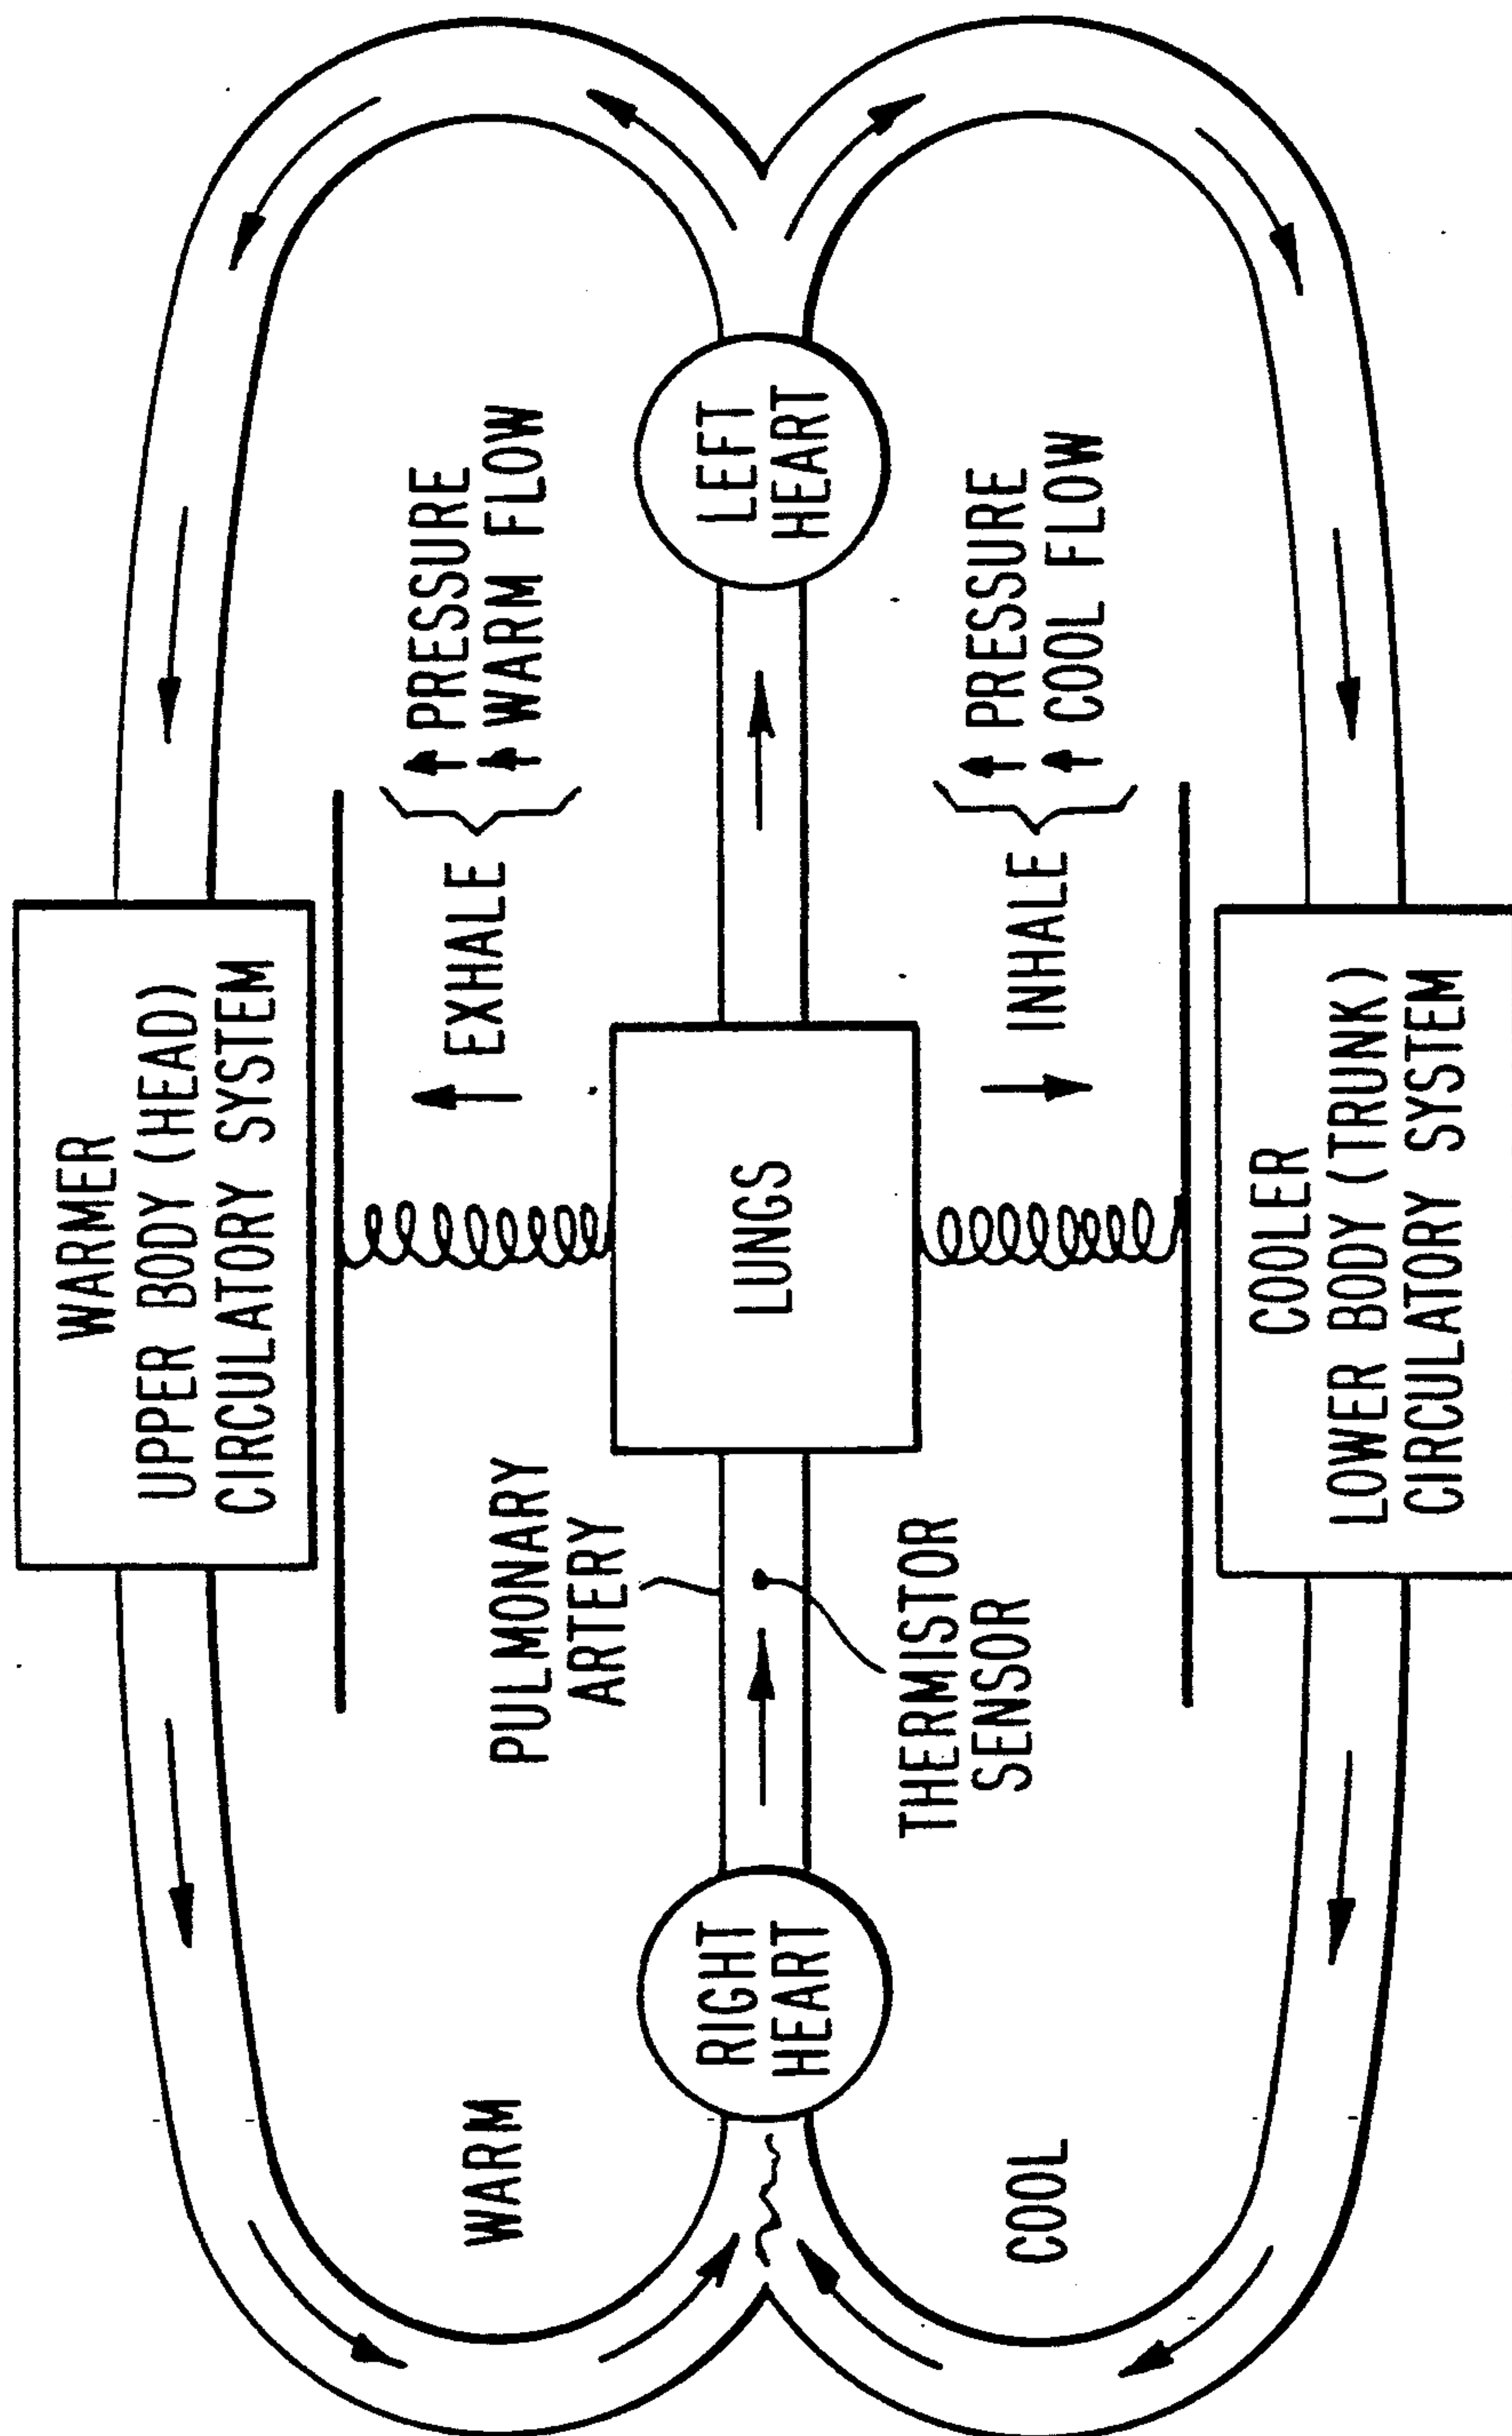 WARMER
UPPER BODY (HEAD)
CIRCULATORY SYSTEM
EXHALE
↑ PRESSURE
↑ WARM FLOW
WARM
PULMONARY
ARTERY
RIGHT
HEART
LUNGS
LEFT
HEART
THERMISTOR
SENSOR
COOL
INHALE
↑ PRESSURE
↑ COOL FLOW
COOLER
LOWER BODY (TRUNK)
CIRCULATORY SYSTEM